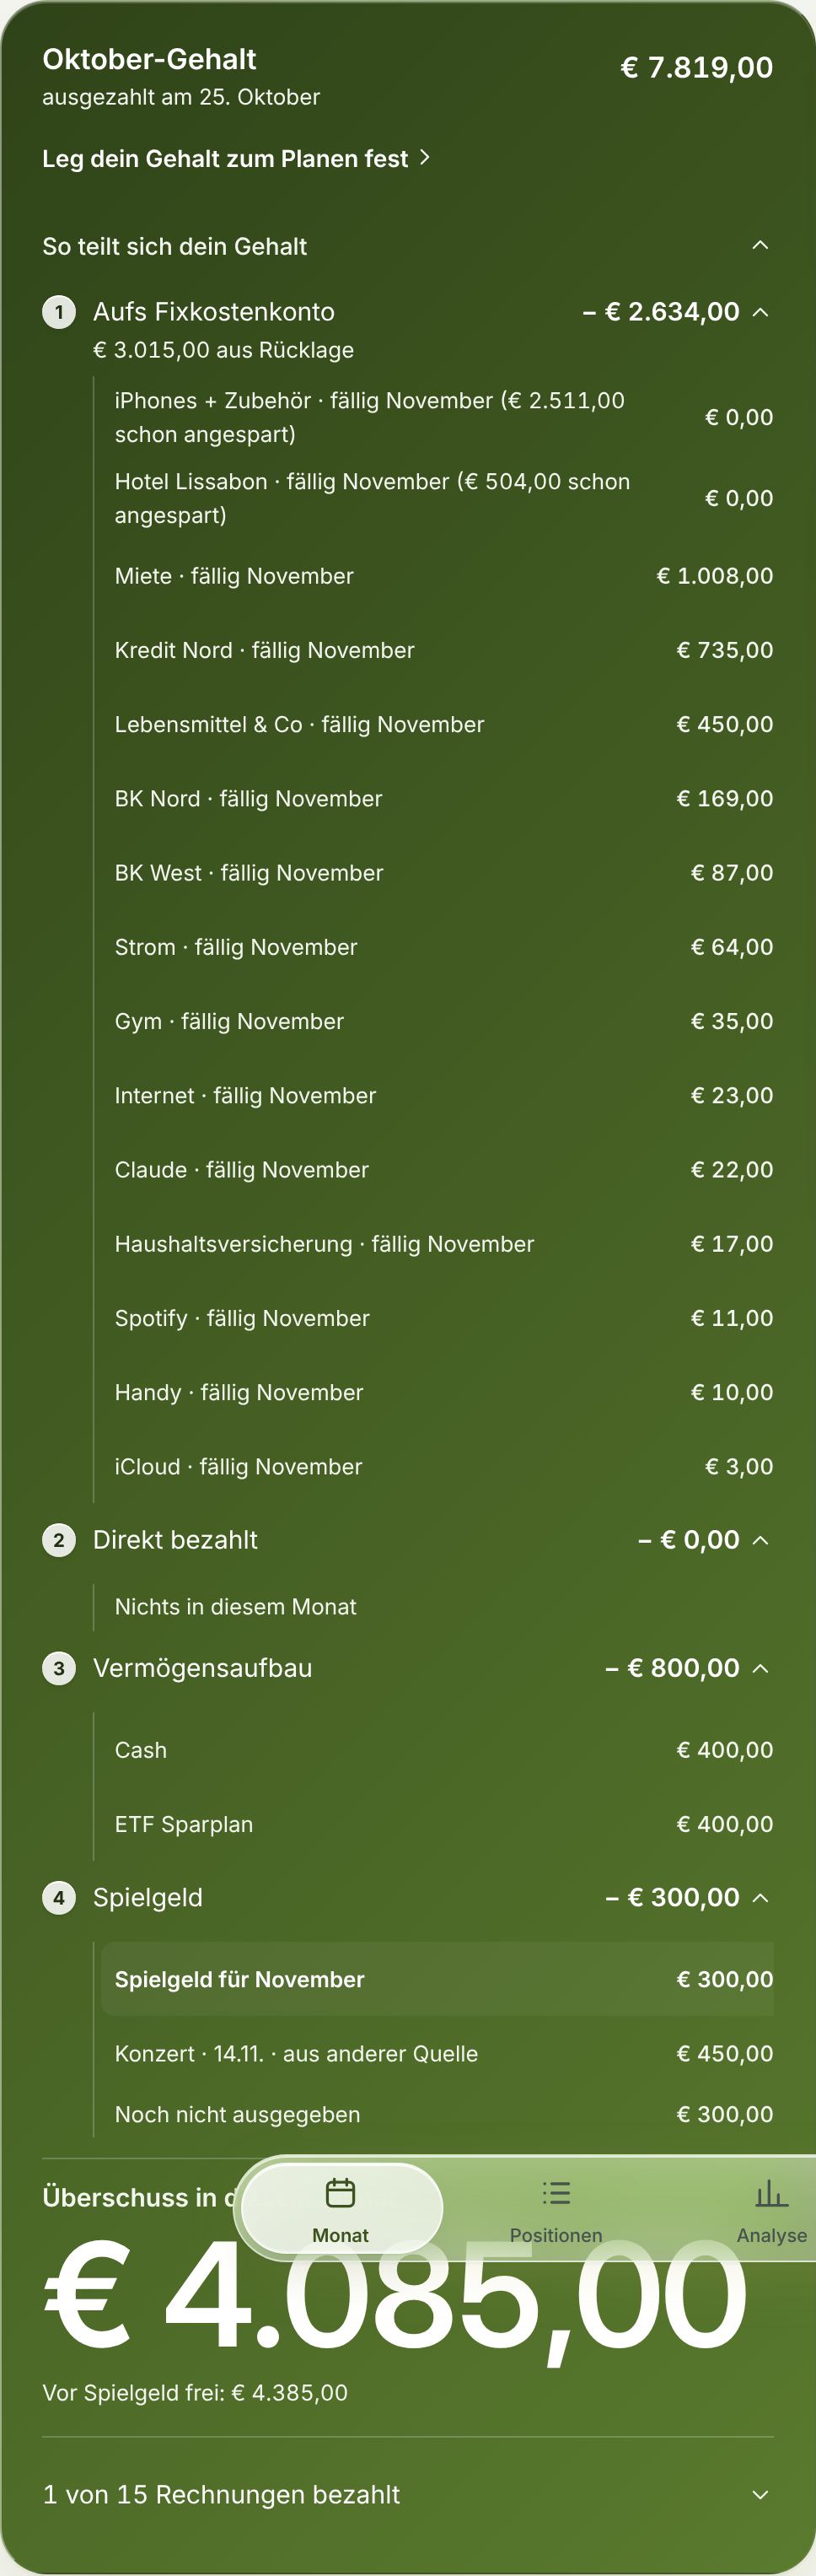 Oktober-Gehalt
€ 7.819,00
ausgezahlt am 25. Oktober
Leg dein Gehalt zum Planen fest
So teilt sich dein Gehalt
1 Aufs Fixkostenkonto – € 2.634,00
€ 3.015,00 aus Rücklage
iPhones + Zubehör · fällig November (€ 2.511,00
schon angespart)
€ 0,00
Hotel Lissabon · fällig November (€ 504,00 schon
angespart)
€ 0,00
Miete · fällig November € 1.008,00
Kredit Nord · fällig November € 735,00
Lebensmittel & Co · fällig November € 450,00
BK Nord · fällig November € 169,00
BK West · fällig November € 87,00
Strom · fällig November € 64,00
Gym · fällig November € 35,00
Internet · fällig November € 23,00
Claude · fällig November € 22,00
Haushaltsversicherung · fällig November € 17,00
Spotify · fällig November € 11,00
Handy · fällig November € 10,00
iCloud · fällig November € 3,00
2 Direkt bezahlt – € 0,00
Nichts in diesem Monat
3 Vermögensaufbau – € 800,00
Cash € 400,00
ETF Sparplan € 400,00
4 Spielgeld – € 300,00
Spielgeld für November € 300,00
Konzert · 14.11. · aus anderer Quelle € 450,00
Noch nicht ausgegeben € 300,00
Überschuss in
Monat
Positionen
Analyse
€ 4.085,00
Vor Spielgeld frei: € 4.385,00
1 von 15 Rechnungen bezahlt